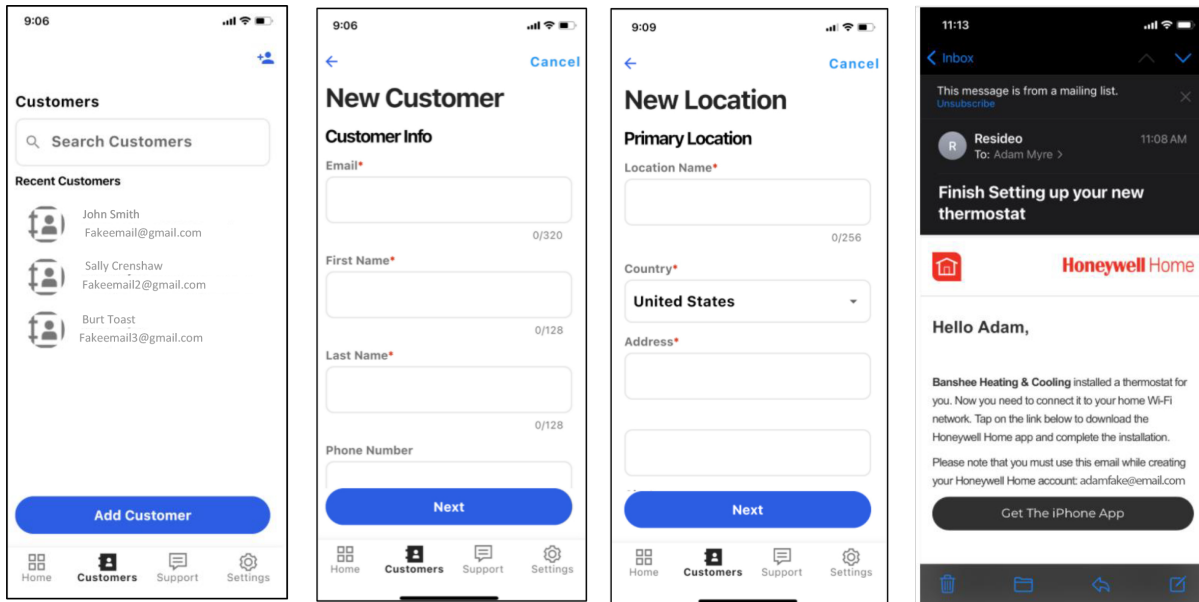 9:06
Customers
Search Customers
Recent Customers
John Smith
Fakeemail@gmail.com
Sally Crenshaw
Fakeemail2@gmail.com
Burt Toast
Fakeemail3@gmail.com
Add Customer
Home
Customers
Support
Settings
9:06
Cancel
New Customer
Customer Info
Email*
0/320
First Name*
0/128
Last Name*
0/128
Phone Number
Next
Home
Customers
Support
Settings
9:09
Cancel
New Location
Primary Location
Location Name*
0/256
Country*
United States
Address*
Next
Home
Customers
Support
Settings
11:13
Inbox
This message is from a mailing list.
Unsubscribe
R
Resideo
11:08 AM
To: Adam Myre >
Finish Setting up your new
thermostat
Honeywell Home
Hello Adam,
Banshee Heating & Cooling installed a thermostat for
you. Now you need to connect it to your home Wi-Fi
network. Tap on the link below to download the
Honeywell Home app and complete the installation.
Please note that you must use this email while creating
your Honeywell Home account: adamfake@email.com
Get The iPhone App